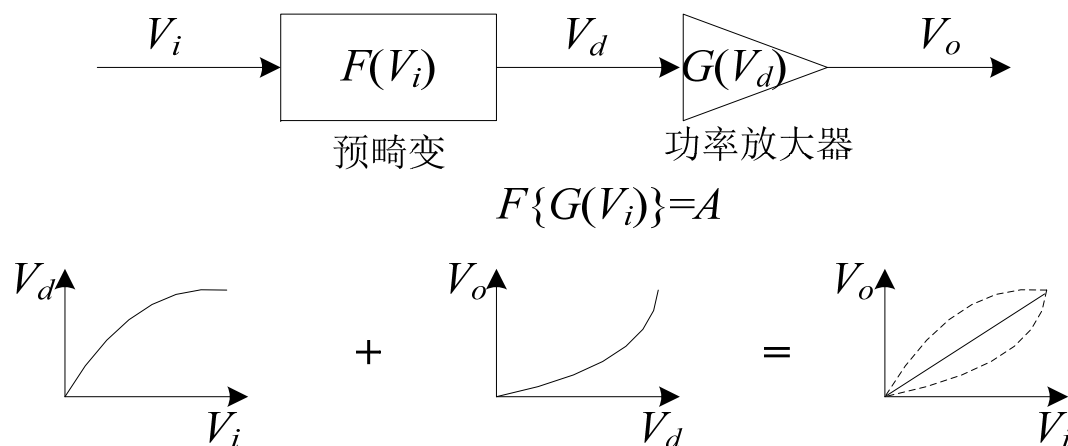 V_i F(V_i) V_d G(V_d) V_o
预畸变 功率放大器
F{G(V_i)}=A
V_d V_o V_o
+ =
V_i V_d V_i